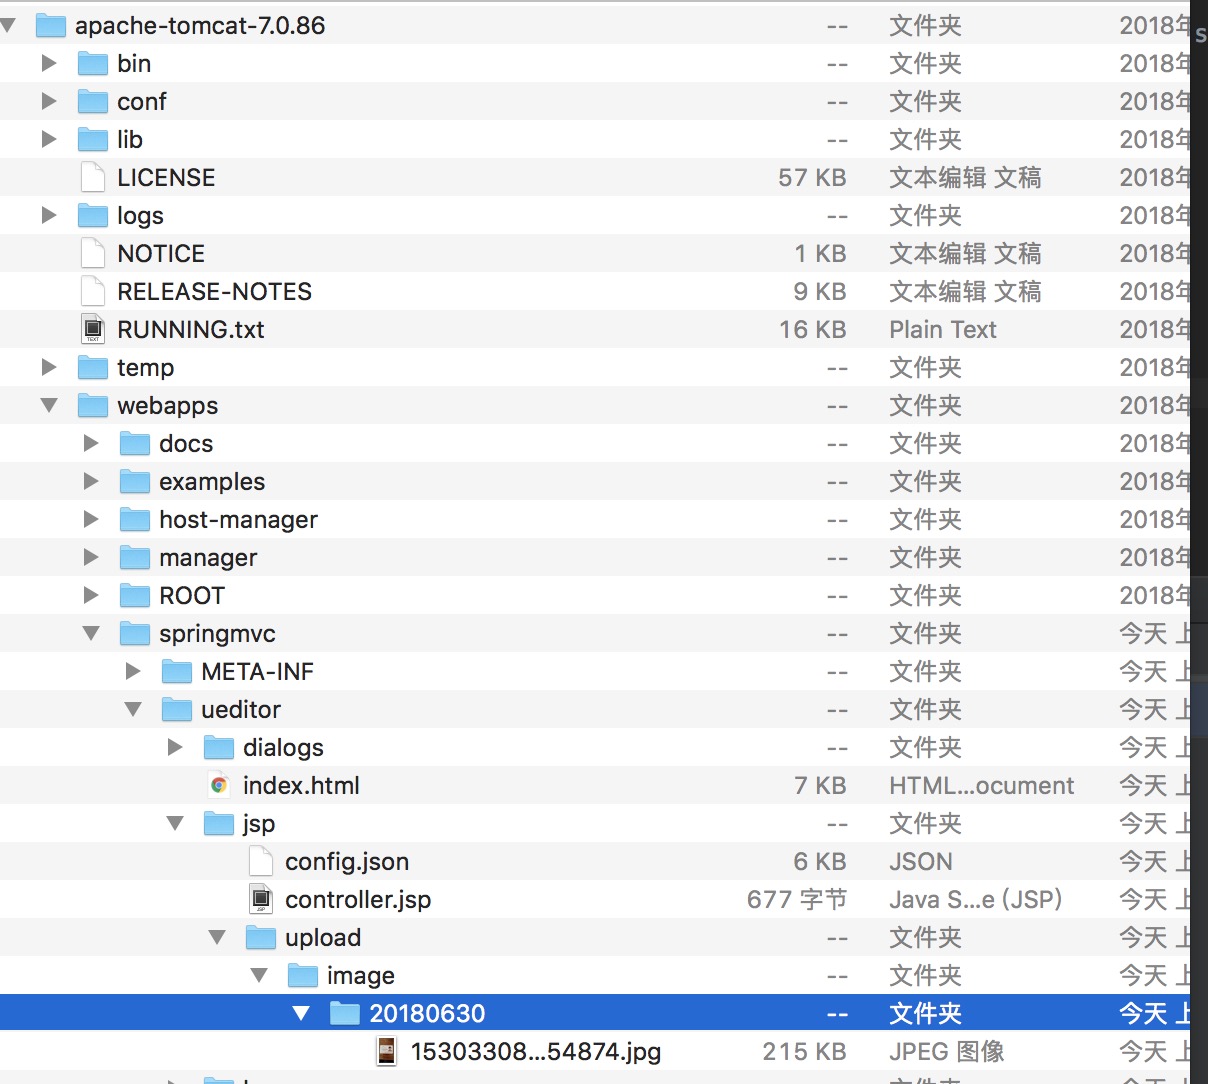 apache-tomcat-7.0.86 -- 文件夹 2018年
bin -- 文件夹 2018年
conf -- 文件夹 2018年
lib -- 文件夹 2018年
LICENSE 57 KB 文本编辑 文稿 2018年
logs -- 文件夹 2018年
NOTICE 1 KB 文本编辑 文稿 2018年
RELEASE-NOTES 9 KB 文本编辑 文稿 2018年
RUNNING.txt 16 KB Plain Text 2018年
temp -- 文件夹 2018年
webapps -- 文件夹 2018年
docs -- 文件夹 2018年
examples -- 文件夹 2018年
host-manager -- 文件夹 2018年
manager -- 文件夹 2018年
ROOT -- 文件夹 2018年
springmvc -- 文件夹 今天 上
META-INF -- 文件夹 今天 上
ueditor -- 文件夹 今天 上
dialogs -- 文件夹 今天 上
index.html 7 KB HTML...ocument 今天 上
jsp -- 文件夹 今天 上
config.json 6 KB JSON 今天 上
controller.jsp 677 字节 Java S...e (JSP) 今天 上
upload -- 文件夹 今天 上
image -- 文件夹 今天 上
20180630 -- 文件夹 今天 上
15303308...54874.jpg 215 KB JPEG 图像 今天 上